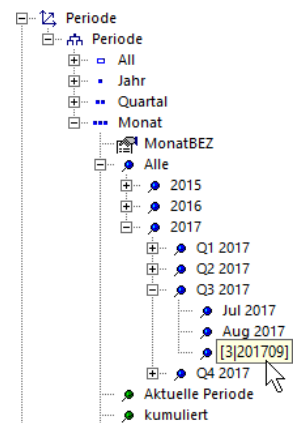 Periode
Periode
All
Jahr
Quartal
Monat
MonatBEZ
Alle
2015
2016
2017
Q1 2017
Q2 2017
Q3 2017
Jul 2017
Aug 2017
[3|201709]
Q4 2017
Aktuelle Periode
kumuliert